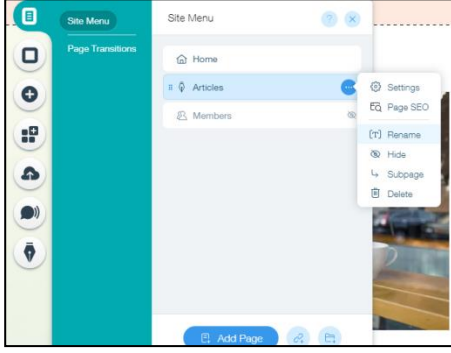 Site Menu
Page Transitions
Site Menu
?
Home
Articles
Members
Settings
Page SEO
(T) Rename
Hide
Subpage
Delete
Add Page